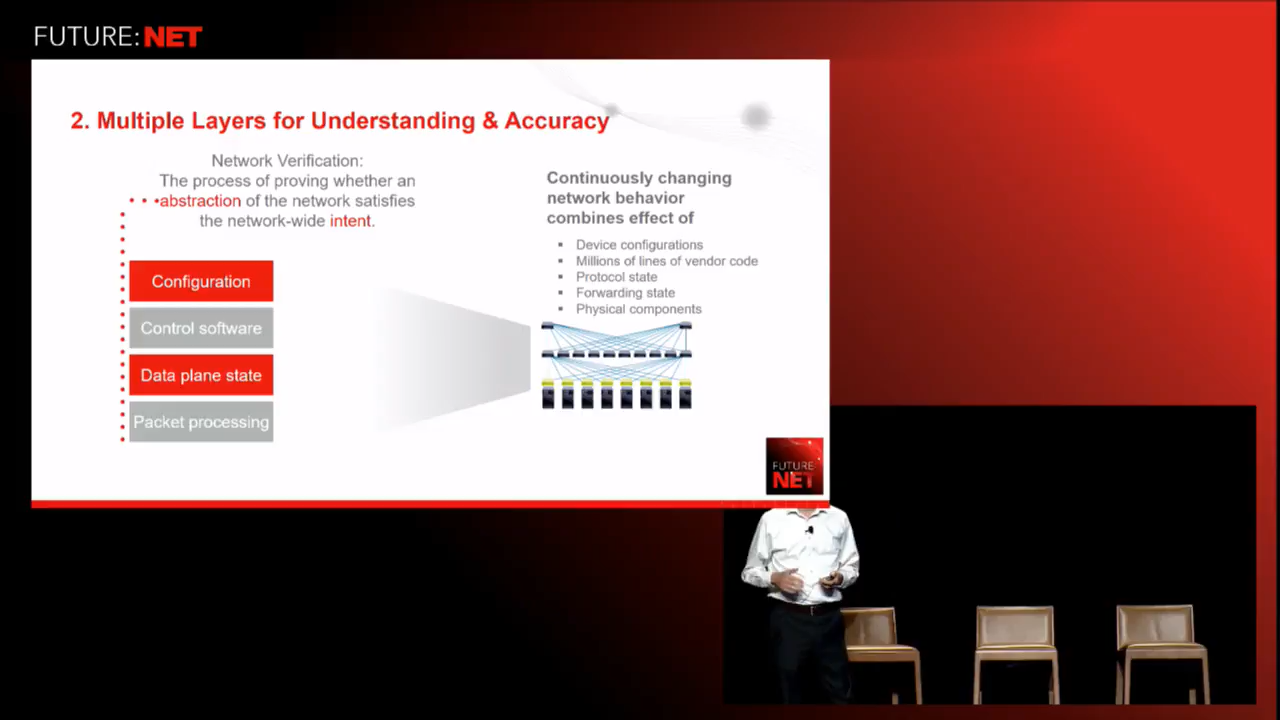 FUTURE:NET
2. Multiple Layers for Understanding & Accuracy
Network Verification:
The process of proving whether an
abstraction of the network satisfies
the network-wide intent.
Configuration
Control software
Data plane state
Packet processing
Continuously changing
network behavior
combines effect of
▪ Device configurations
▪ Millions of lines of vendor code
▪ Protocol state
▪ Forwarding state
▪ Physical components
FUTURE:
NET